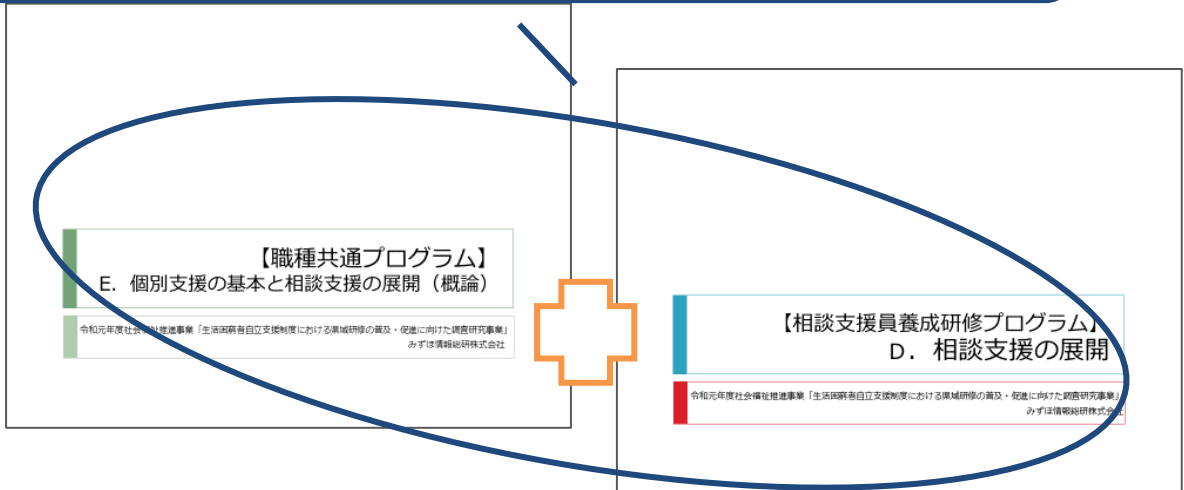 【職種共通プログラム】
E．個別支援の基本と相談支援の展開（概論）
令和元年度社会福祉推進事業「生活困窮者自立支援制度における県域研修の普及・促進に向けた調査研究事業」
みずほ情報総研株式会社
【相談支援員養成研修プログラム】
D．相談支援の展開
令和元年度社会福祉推進事業「生活困窮者自立支援制度における県域研修の普及・促進に向けた調査研究事業」
みずほ情報総研株式会社